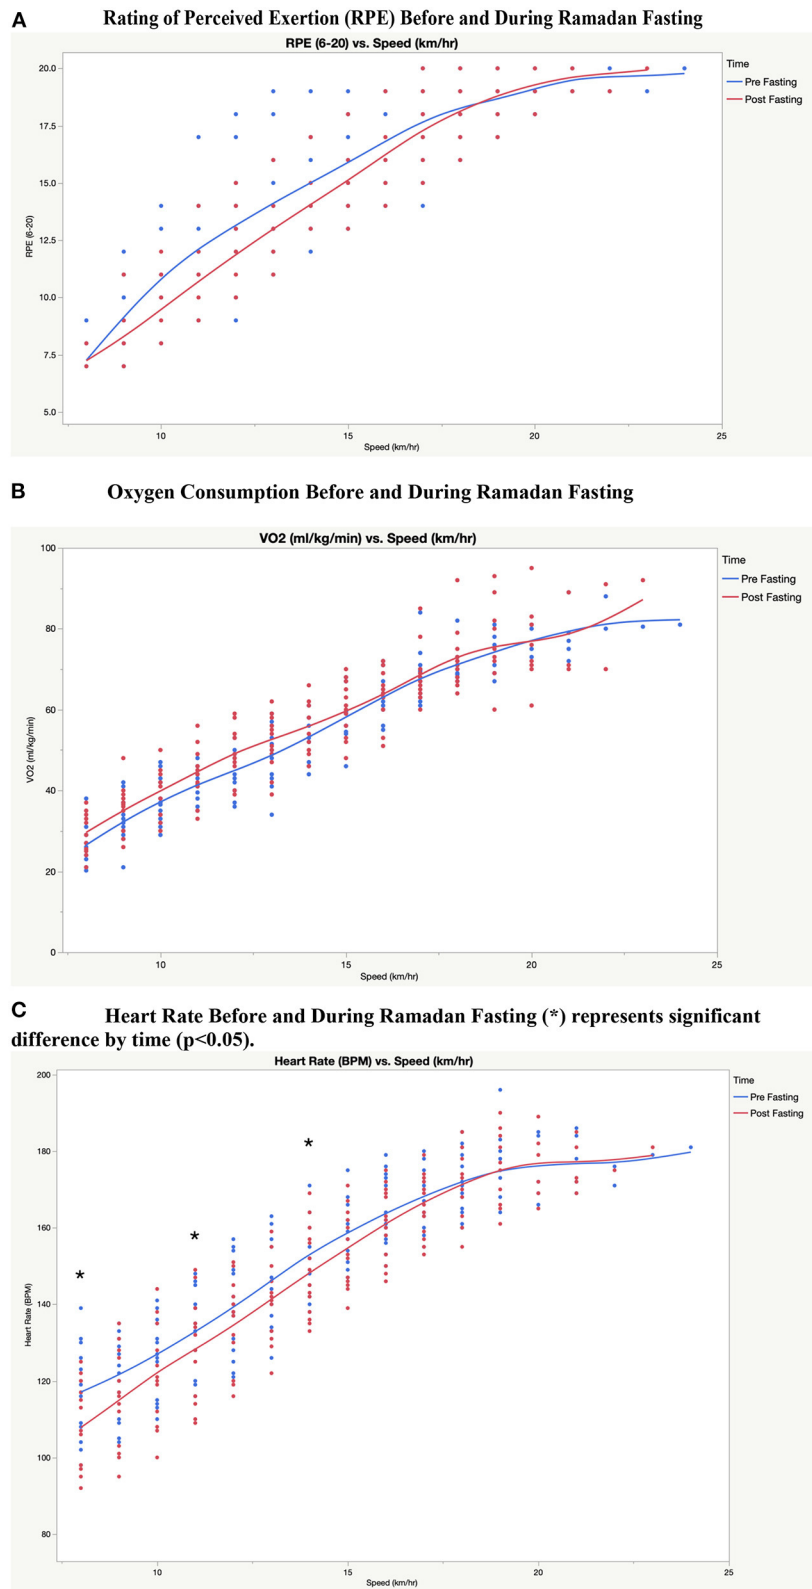 A
Rating of Perceived Exertion (RPE) Before and During Ramadan Fasting
RPE (6-20) vs. Speed (km/hr)
Time
Pre Fasting
Post Fasting
RPE (6-20)
20.0
17.5
15.0
12.5
10.0
7.5
5.0
10
15
20
25
Speed (km/hr)
B
Oxygen Consumption Before and During Ramadan Fasting
VO2 (ml/kg/min) vs. Speed (km/hr)
Time
Pre Fasting
Post Fasting
VO2 (ml/kg/min)
100
80
60
40
20
0
10
15
20
25
Speed (km/hr)
C
Heart Rate Before and During Ramadan Fasting (*) represents significant
difference by time (p<0.05).
Heart Rate (BPM) vs. Speed (km/hr)
Time
Pre Fasting
Post Fasting
Heart Rate (BPM)
200
180
160
140
120
100
80
*
*
*
10
15
20
25
Speed (km/hr)